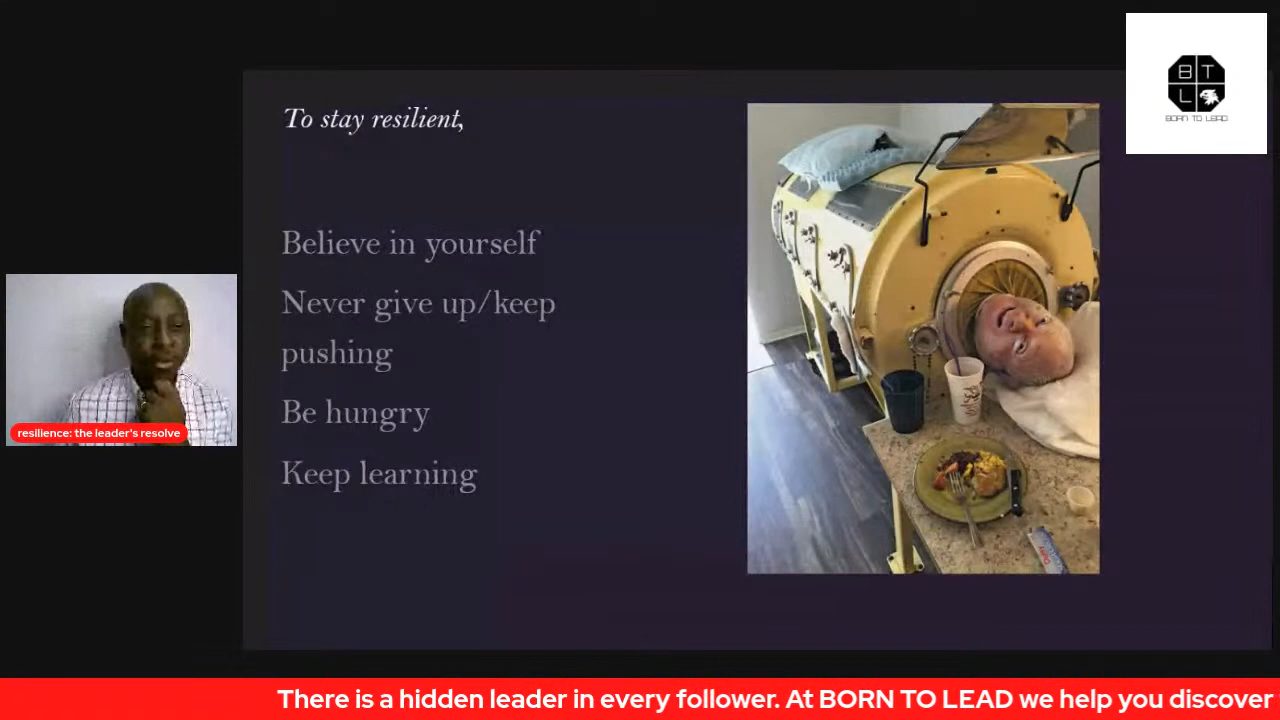 To stay resilient,
Believe in yourself
Never give up/keep
pushing
Be hungry
Keep learning
B T
L
BORN TO LEAD
resilience: the leader's resolve
There is a hidden leader in every follower. At BORN TO LEAD we help you discover